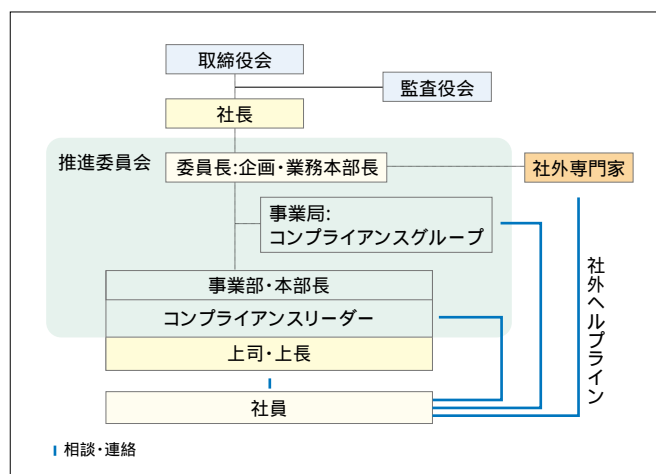 取締役会
監査役会
社長
推進委員会
委員長:企画・業務本部長
社外専門家
事業局:
コンプライアンスグループ
事業部・本部長
コンプライアンスリーダー
上司・上長
社員
社外ヘルプライン
相談・連絡